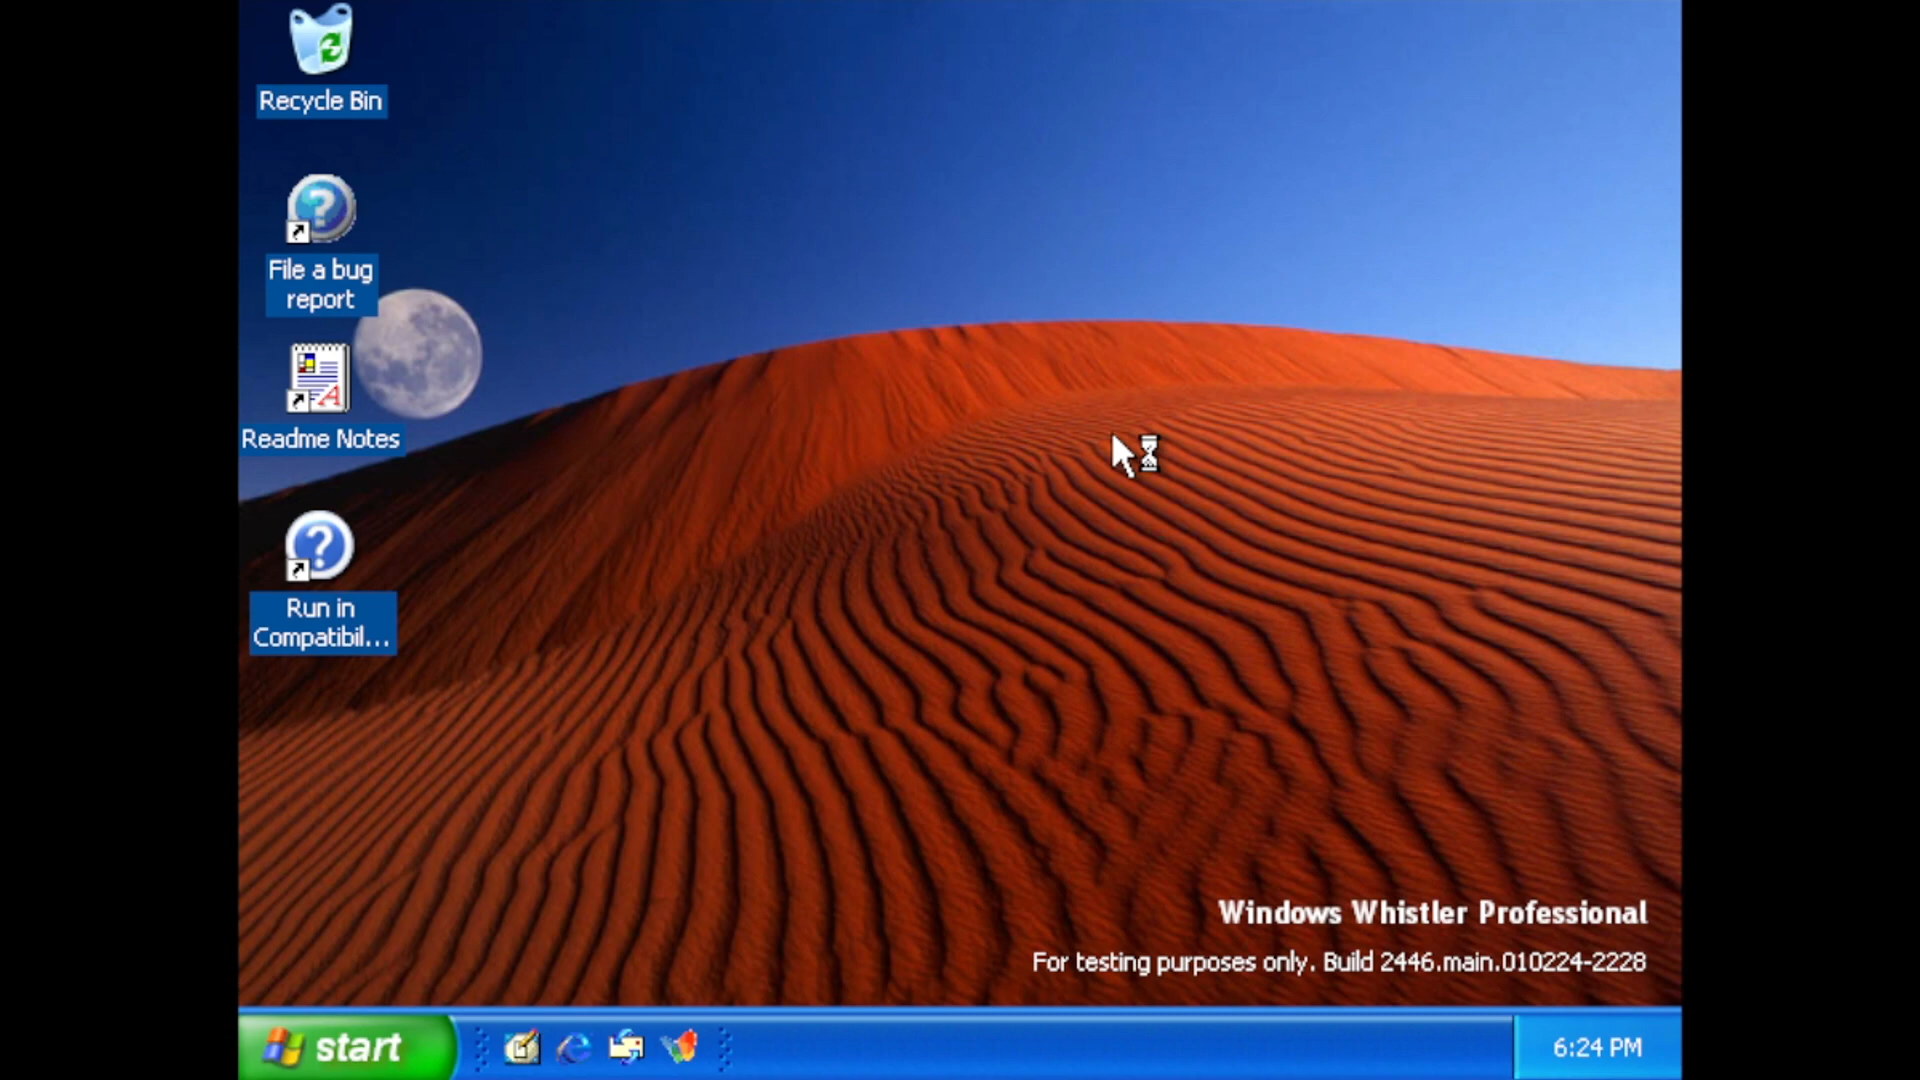 Recycle Bin
File a bug
report
Readme Notes
Run in
Compatibil...
Windows Whistler Professional
For testing purposes only. Build 2446.main.010224-2228
start
6:24 PM